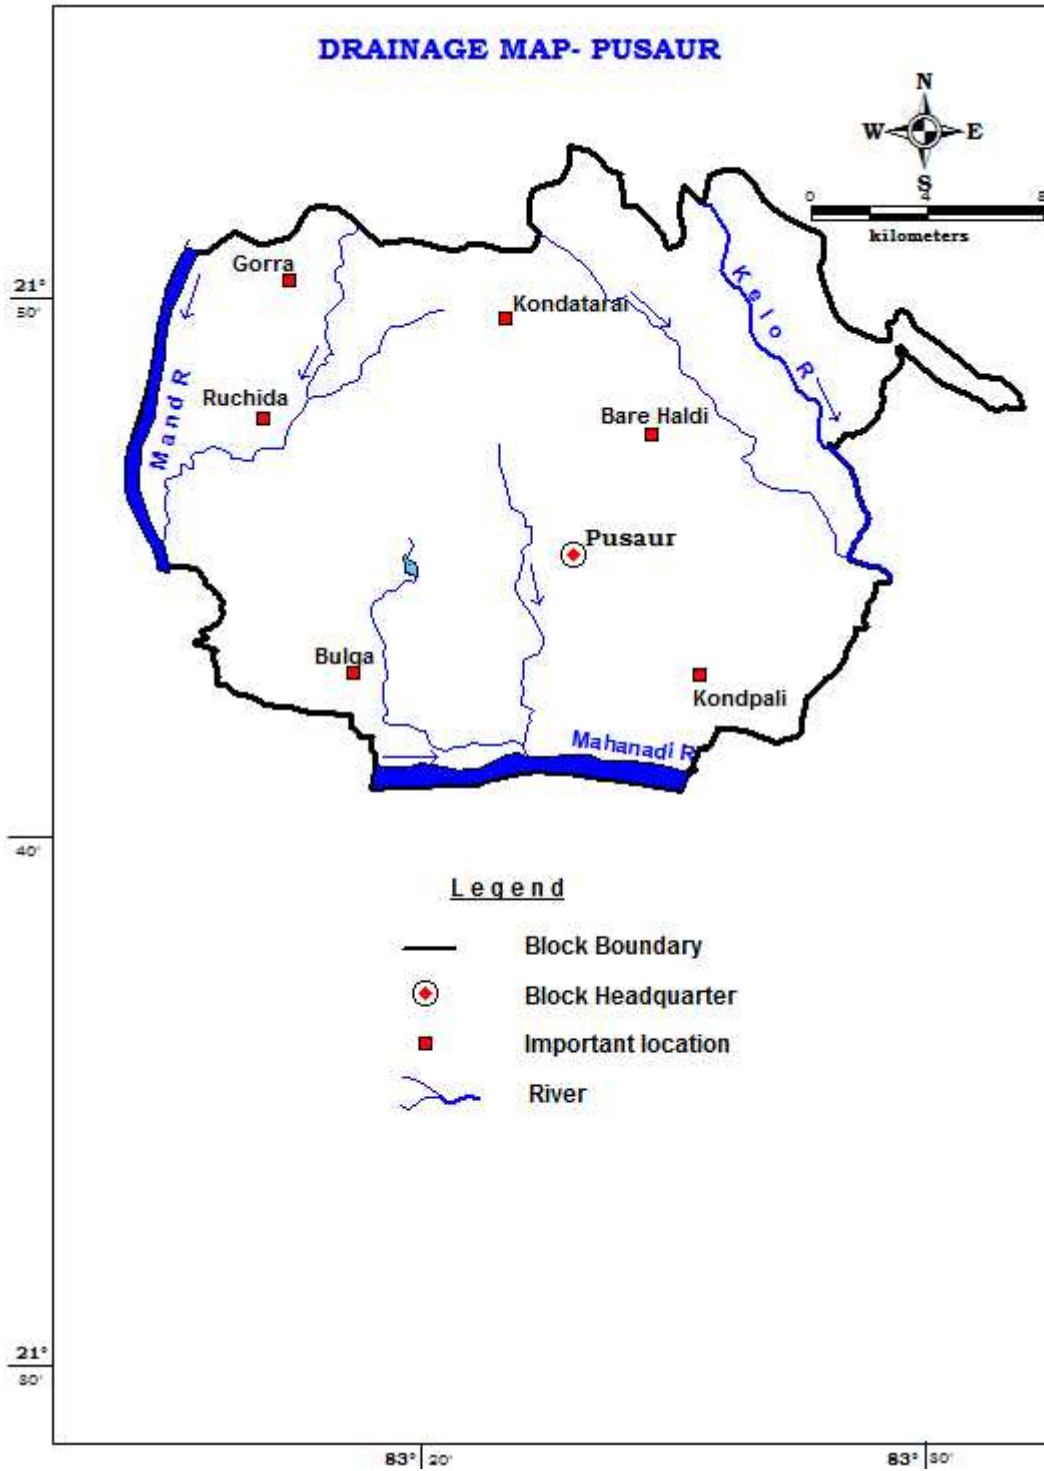 DRAINAGE MAP- PUSAUR
N
W E
S
0 4 8
kilometers
Gorra
21°
50'
Kondatarai
Kelo R
Mand R
Ruchida
Bare Haldi
Pusaur
Bulga
Kondpali
Mahanadi R
40'
Legend
Block Boundary
Block Headquarter
Important location
River
21°
30'
83° 20'
83° 30'